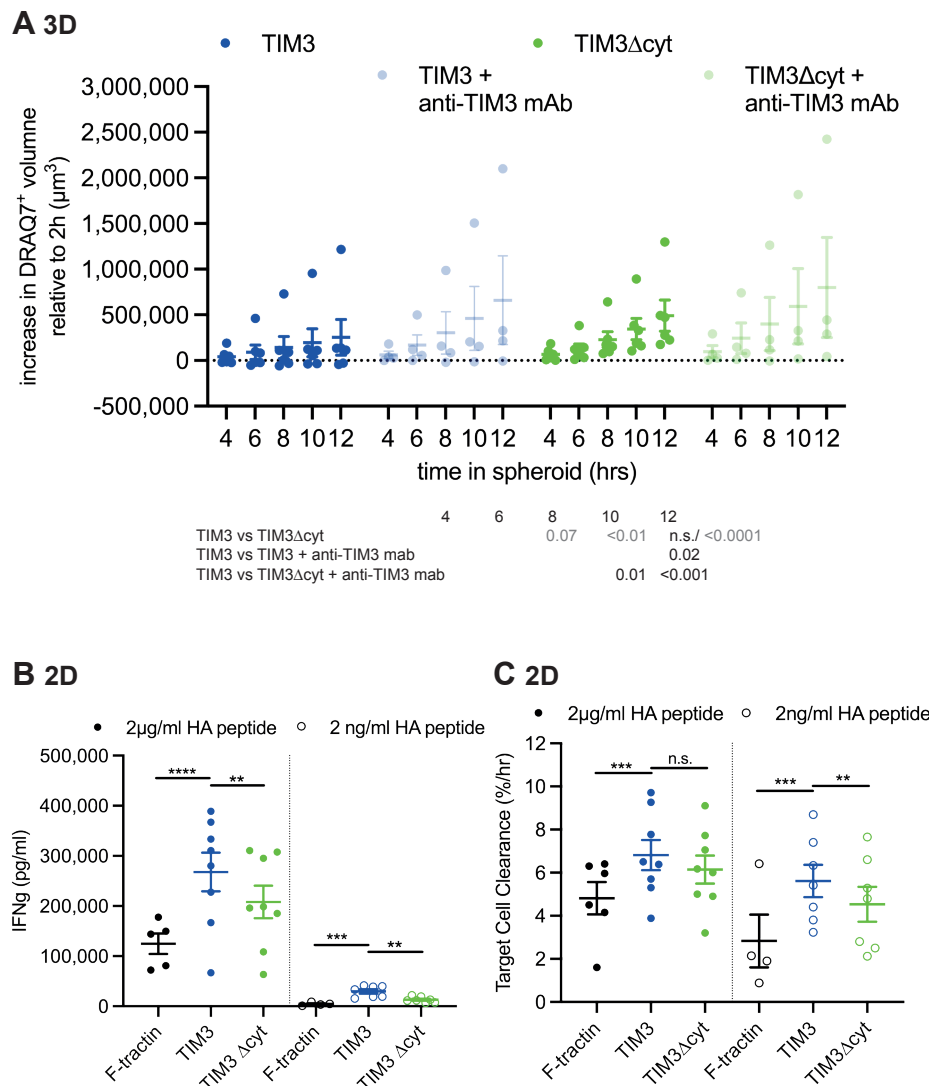 A 3D
TIM3
TIM3Δcyt
TIM3 +
anti-TIM3 mAb
TIM3Δcyt +
anti-TIM3 mAb
increase in DRAQ7+ volumne
relative to 2h (µm³)
3,000,000
2,500,000
2,000,000
1,500,000
1,000,000
500,000
0
-500,000
4 6 8 10 12 4 6 8 10 12 4 6 8 10 12 4 6 8 10 12
time in spheroid (hrs)
4 6 8 10 12
TIM3 vs TIM3Δcyt 0.07 <0.01 n.s./ <0.0001
TIM3 vs TIM3 + anti-TIM3 mab 0.02
TIM3 vs TIM3Δcyt + anti-TIM3 mab 0.01 <0.001
B 2D
2µg/ml HA peptide 2 ng/ml HA peptide
IFNg (pg/ml)
500,000
400,000
300,000
200,000
100,000
0
**** **
*** **
F-tractin TIM3 TIM3 Δcyt F-tractin TIM3 TIM3 Δcyt
C 2D
2µg/ml HA peptide 2ng/ml HA peptide
Target Cell Clearance (%/hr)
12
10
8
6
4
2
0
*** n.s.
*** **
F-tractin TIM3 TIM3Δcyt F-tractin TIM3 TIM3Δcyt